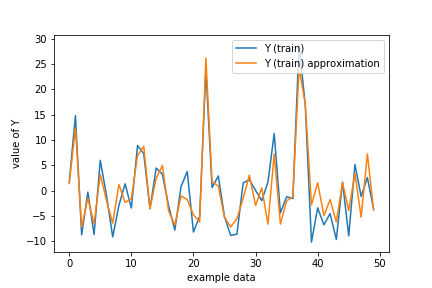 Y (train)
Y (train) approximation
value of Y
30
25
20
15
10
5
0
−5
−10
0 10 20 30 40 50
example data